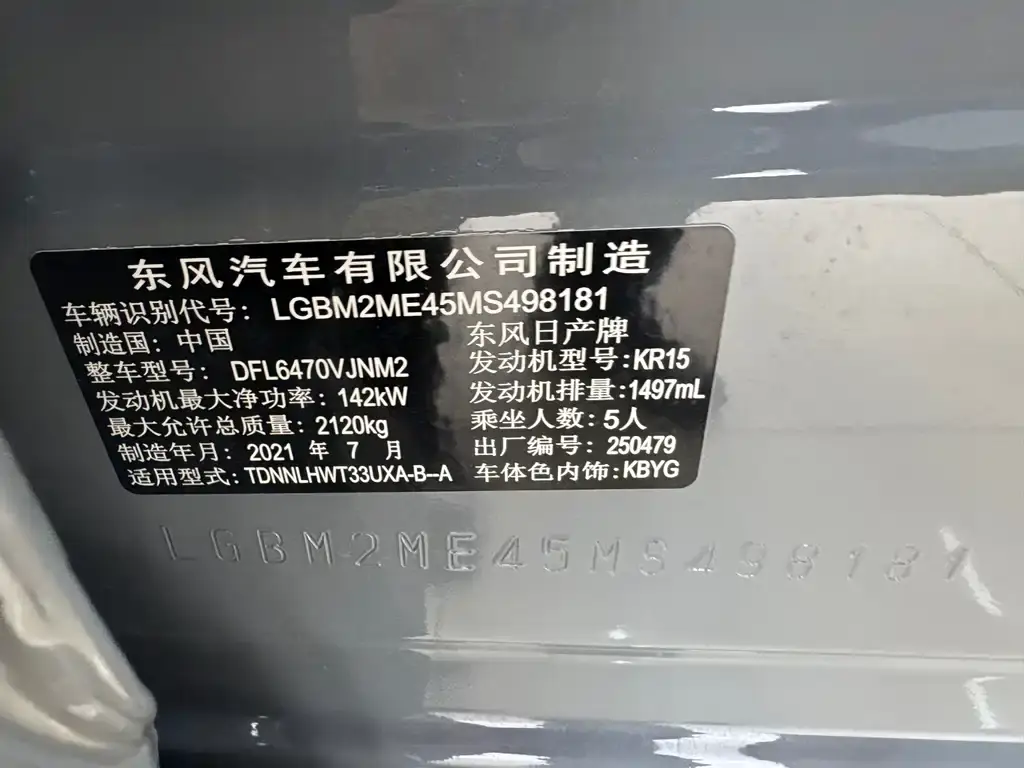 东风汽车有限公司制造
车辆识别代号: LGBM2ME45MS498181
制造国: 中国 东风日产牌
整车型号: DFL6470VJNM2 发动机型号:KR15
发动机最大净功率: 142kW 发动机排量:1497mL
最大允许总质量: 2120kg 乘坐人数: 5人
制造年月: 2021 年 7 月 出厂编号: 250479
适用型式:TDNNLHWT33UXA-B--A 车体色内饰:KBYG
LGBM2ME45MS498181